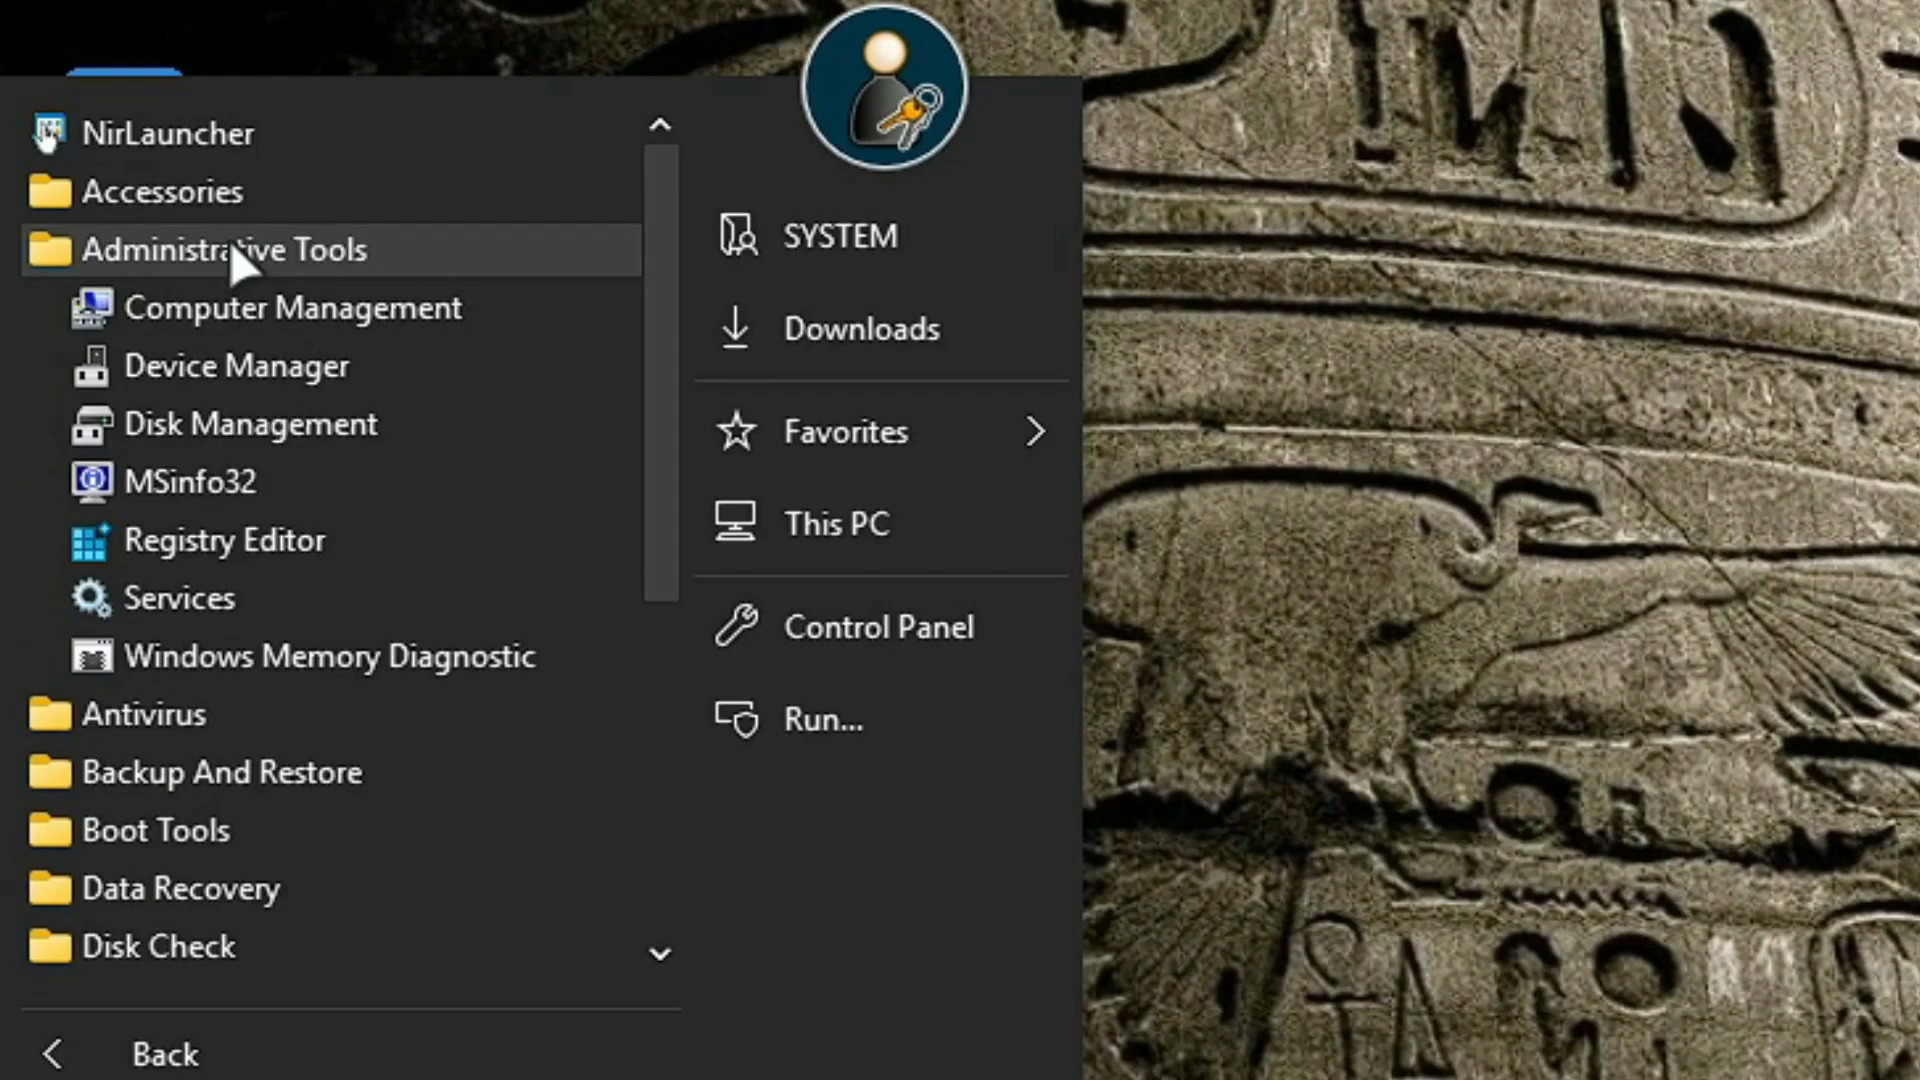 NirLauncher
Accessories
Administrative Tools
Computer Management
Device Manager
Disk Management
MSinfo32
Registry Editor
Services
Windows Memory Diagnostic
Antivirus
Backup And Restore
Boot Tools
Data Recovery
Disk Check
Back
SYSTEM
Downloads
Favorites
This PC
Control Panel
Run...